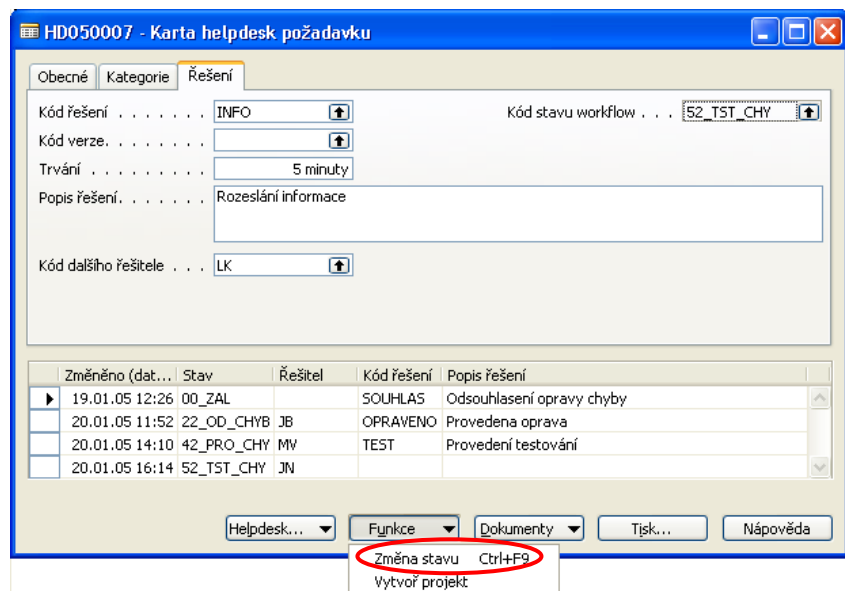 HD050007 - Karta helpdesk požadavku
Obecné Kategorie Řešení
Kód řešení . . . . . . . INFO Kód stavu workflow . . . 52_TST_CHY
Kód verze. . . . . . . .
Trvání . . . . . . . . . 5 minuty
Popis řešení. . . . . . . Rozeslání informace
Kód dalšího řešitele . . . LK
Změněno (dat... Stav Řešitel Kód řešení Popis řešení
19.01.05 12:26 00_ZAL SOUHLAS Odsouhlasení opravy chyby
20.01.05 11:52 22_OD_CHYB JB OPRAVENO Provedena oprava
20.01.05 14:10 42_PRO_CHY MV TEST Provedení testování
20.01.05 16:14 52_TST_CHY JN
Helpdesk... Funkce Dokumenty Tisk... Nápověda
Změna stavu Ctrl+F9
Vytvoř projekt